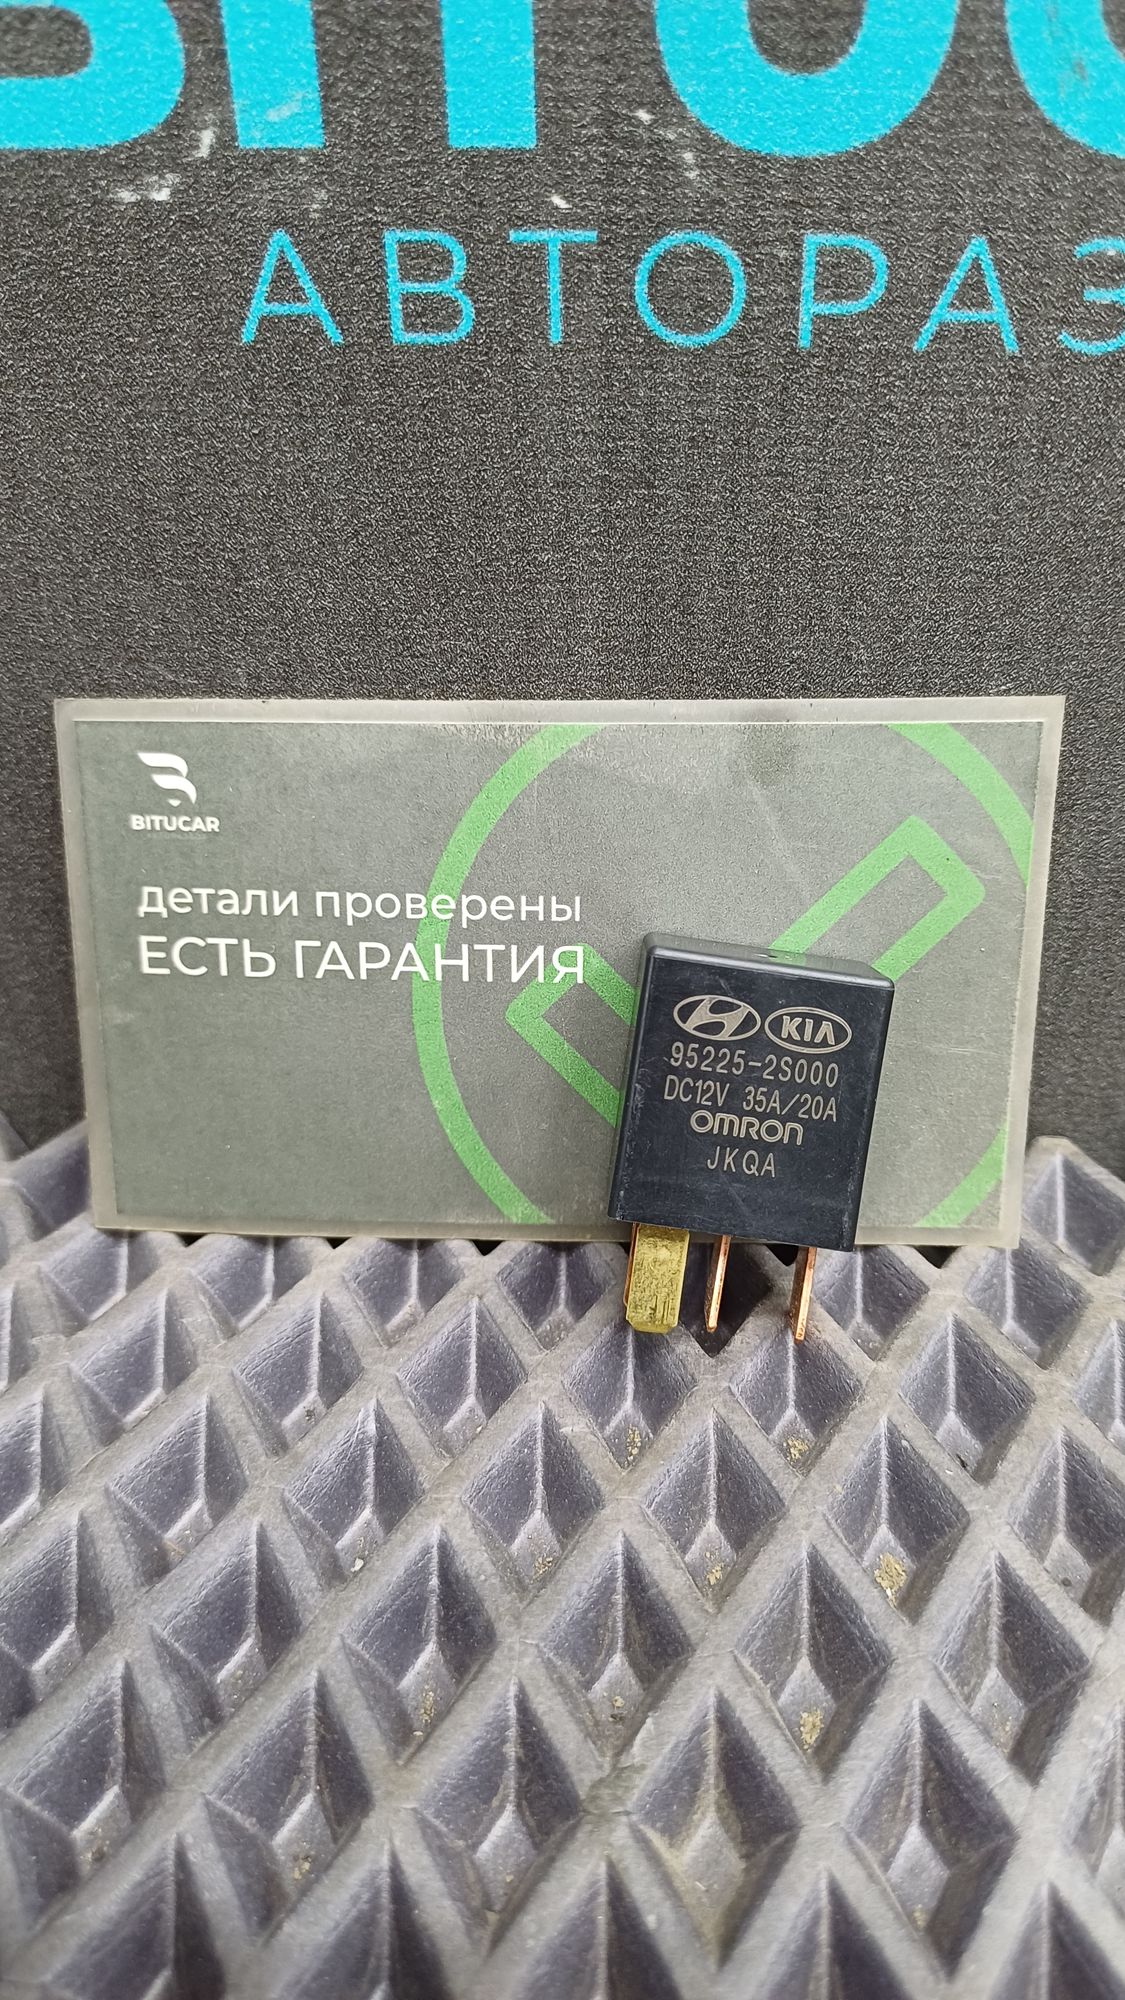 АВТОРАЗ
BITUCAR
детали проверены
ЕСТЬ ГАРАНТИЯ
KIA
95225-2S000
DC12V 35A/20A
OMRON
JKQA